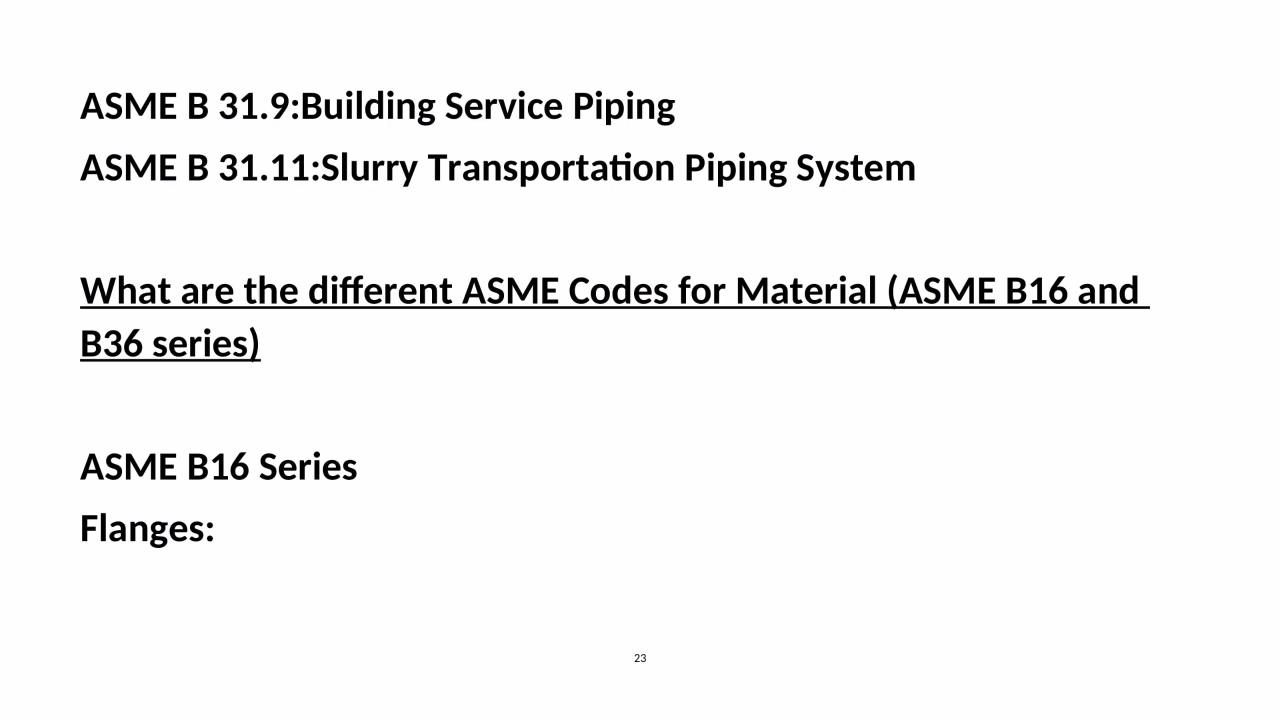 ASME B 31.9:Building Service Piping
ASME B 31.11:Slurry Transportation Piping System
What are the different ASME Codes for Material (ASME B16 and
B36 series)
ASME B16 Series
Flanges:
23